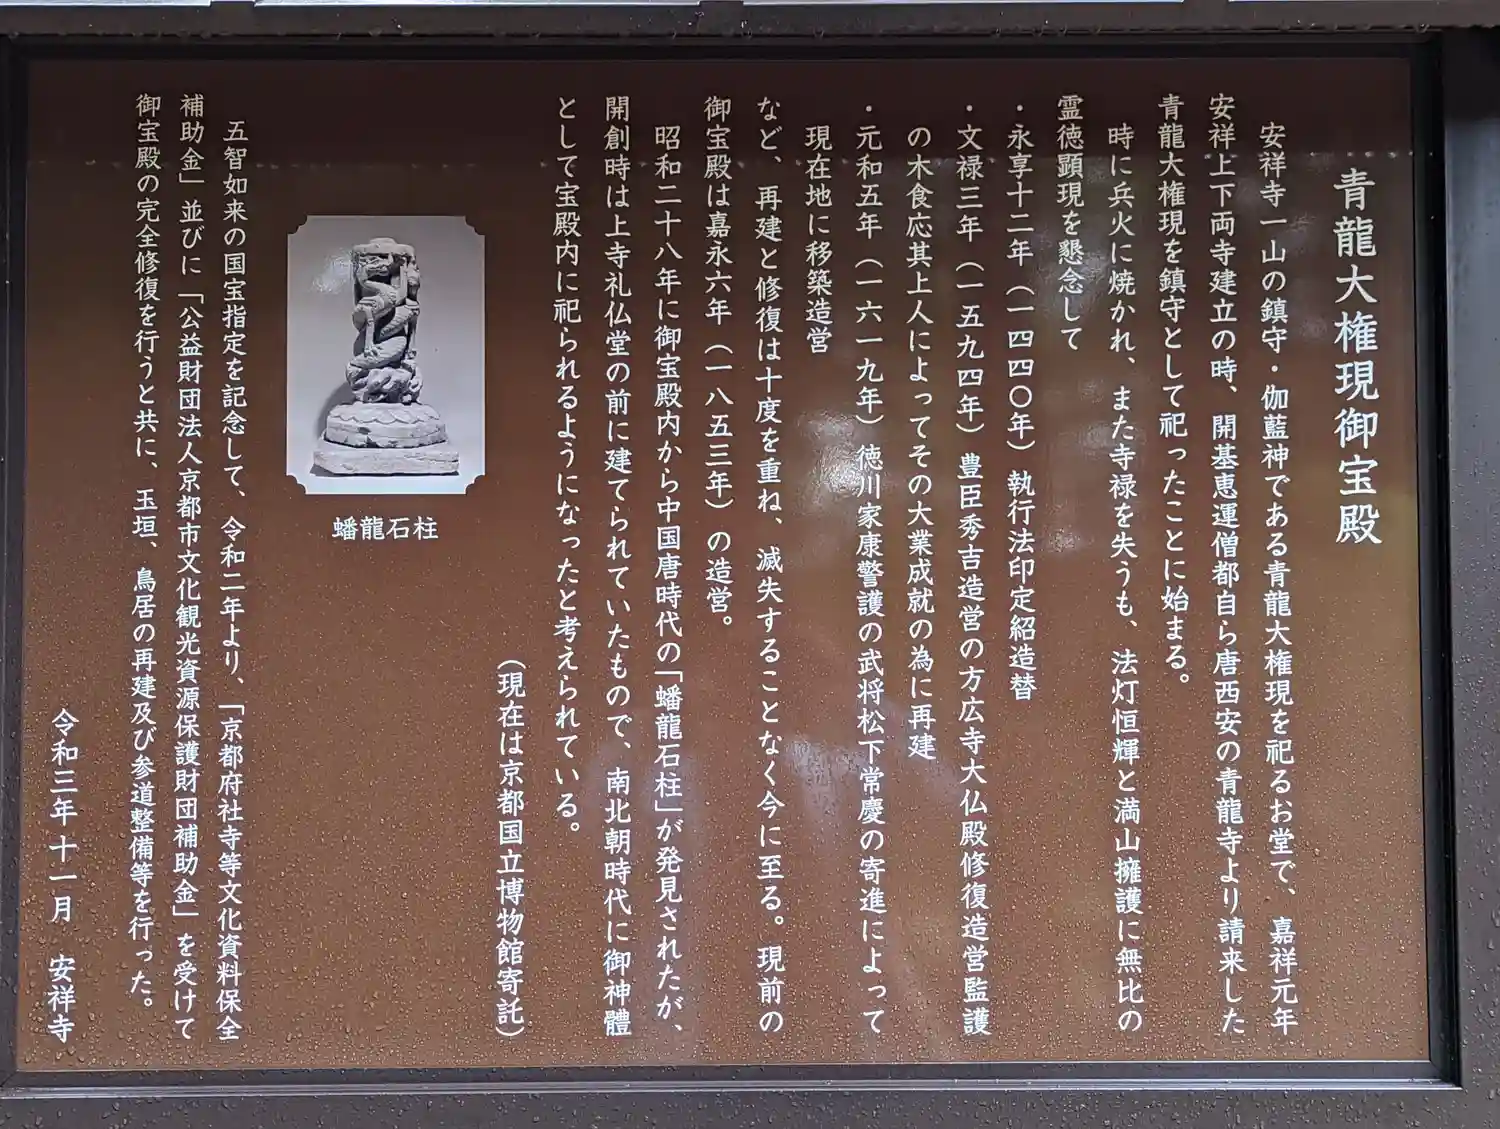 青龍大権現御宝殿
安祥寺一山の鎮守・伽藍神である青龍大権現を祀るお堂で、嘉祥元年
安祥上下両寺建立の時、開基恵運僧都自ら唐西安の青龍寺より請来した
青龍大権現を鎮守として祀ったことに始まる。
時に兵火に焼かれ、また寺禄を失うも、法灯恒輝と満山擁護に無比の
霊徳顕現を懇念して
・永享十二年（一四四〇年）執行法印定紹造替
・文禄三年（一五九四年）豊臣秀吉造営の方広寺大仏殿修復造営監護
の木食応其上人によってその大業成就の為に再建
・元和五年（一六一九年）徳川家康警護の武将松下常慶の寄進によって
現在地に移築造営
など、再建と修復は十度を重ね、滅失することなく今に至る。現前の
御宝殿は嘉永六年（一八五三年）の造営。
昭和二十八年に御宝殿内から中国唐時代の「蟠龍石柱」が発見されたが、
開創時は上寺礼仏堂の前に建てられていたもので、南北朝時代に御神體
として宝殿内に祀られるようになったと考えられている。
（現在は京都国立博物館寄託）
蟠龍石柱
五智如来の国宝指定を記念して、令和二年より、「京都府社寺等文化資料保全
補助金」並びに「公益財団法人京都市文化観光資源保護財団補助金」を受けて
御宝殿の完全修復を行うと共に、玉垣、鳥居の再建及び参道整備等を行った。
令和三年十一月　安祥寺